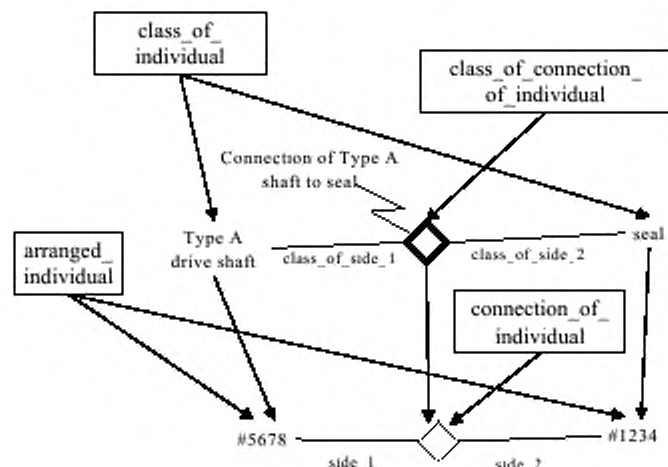 class_of_
individual
class_of_connection_
of_individual
Connection of Type A
shaft to seal
Type A
drive shaft
class_of_side_1
class_of_side_2
seal
arranged_
individual
connection_of_
individual
#5678
side_1
side_2
#1234